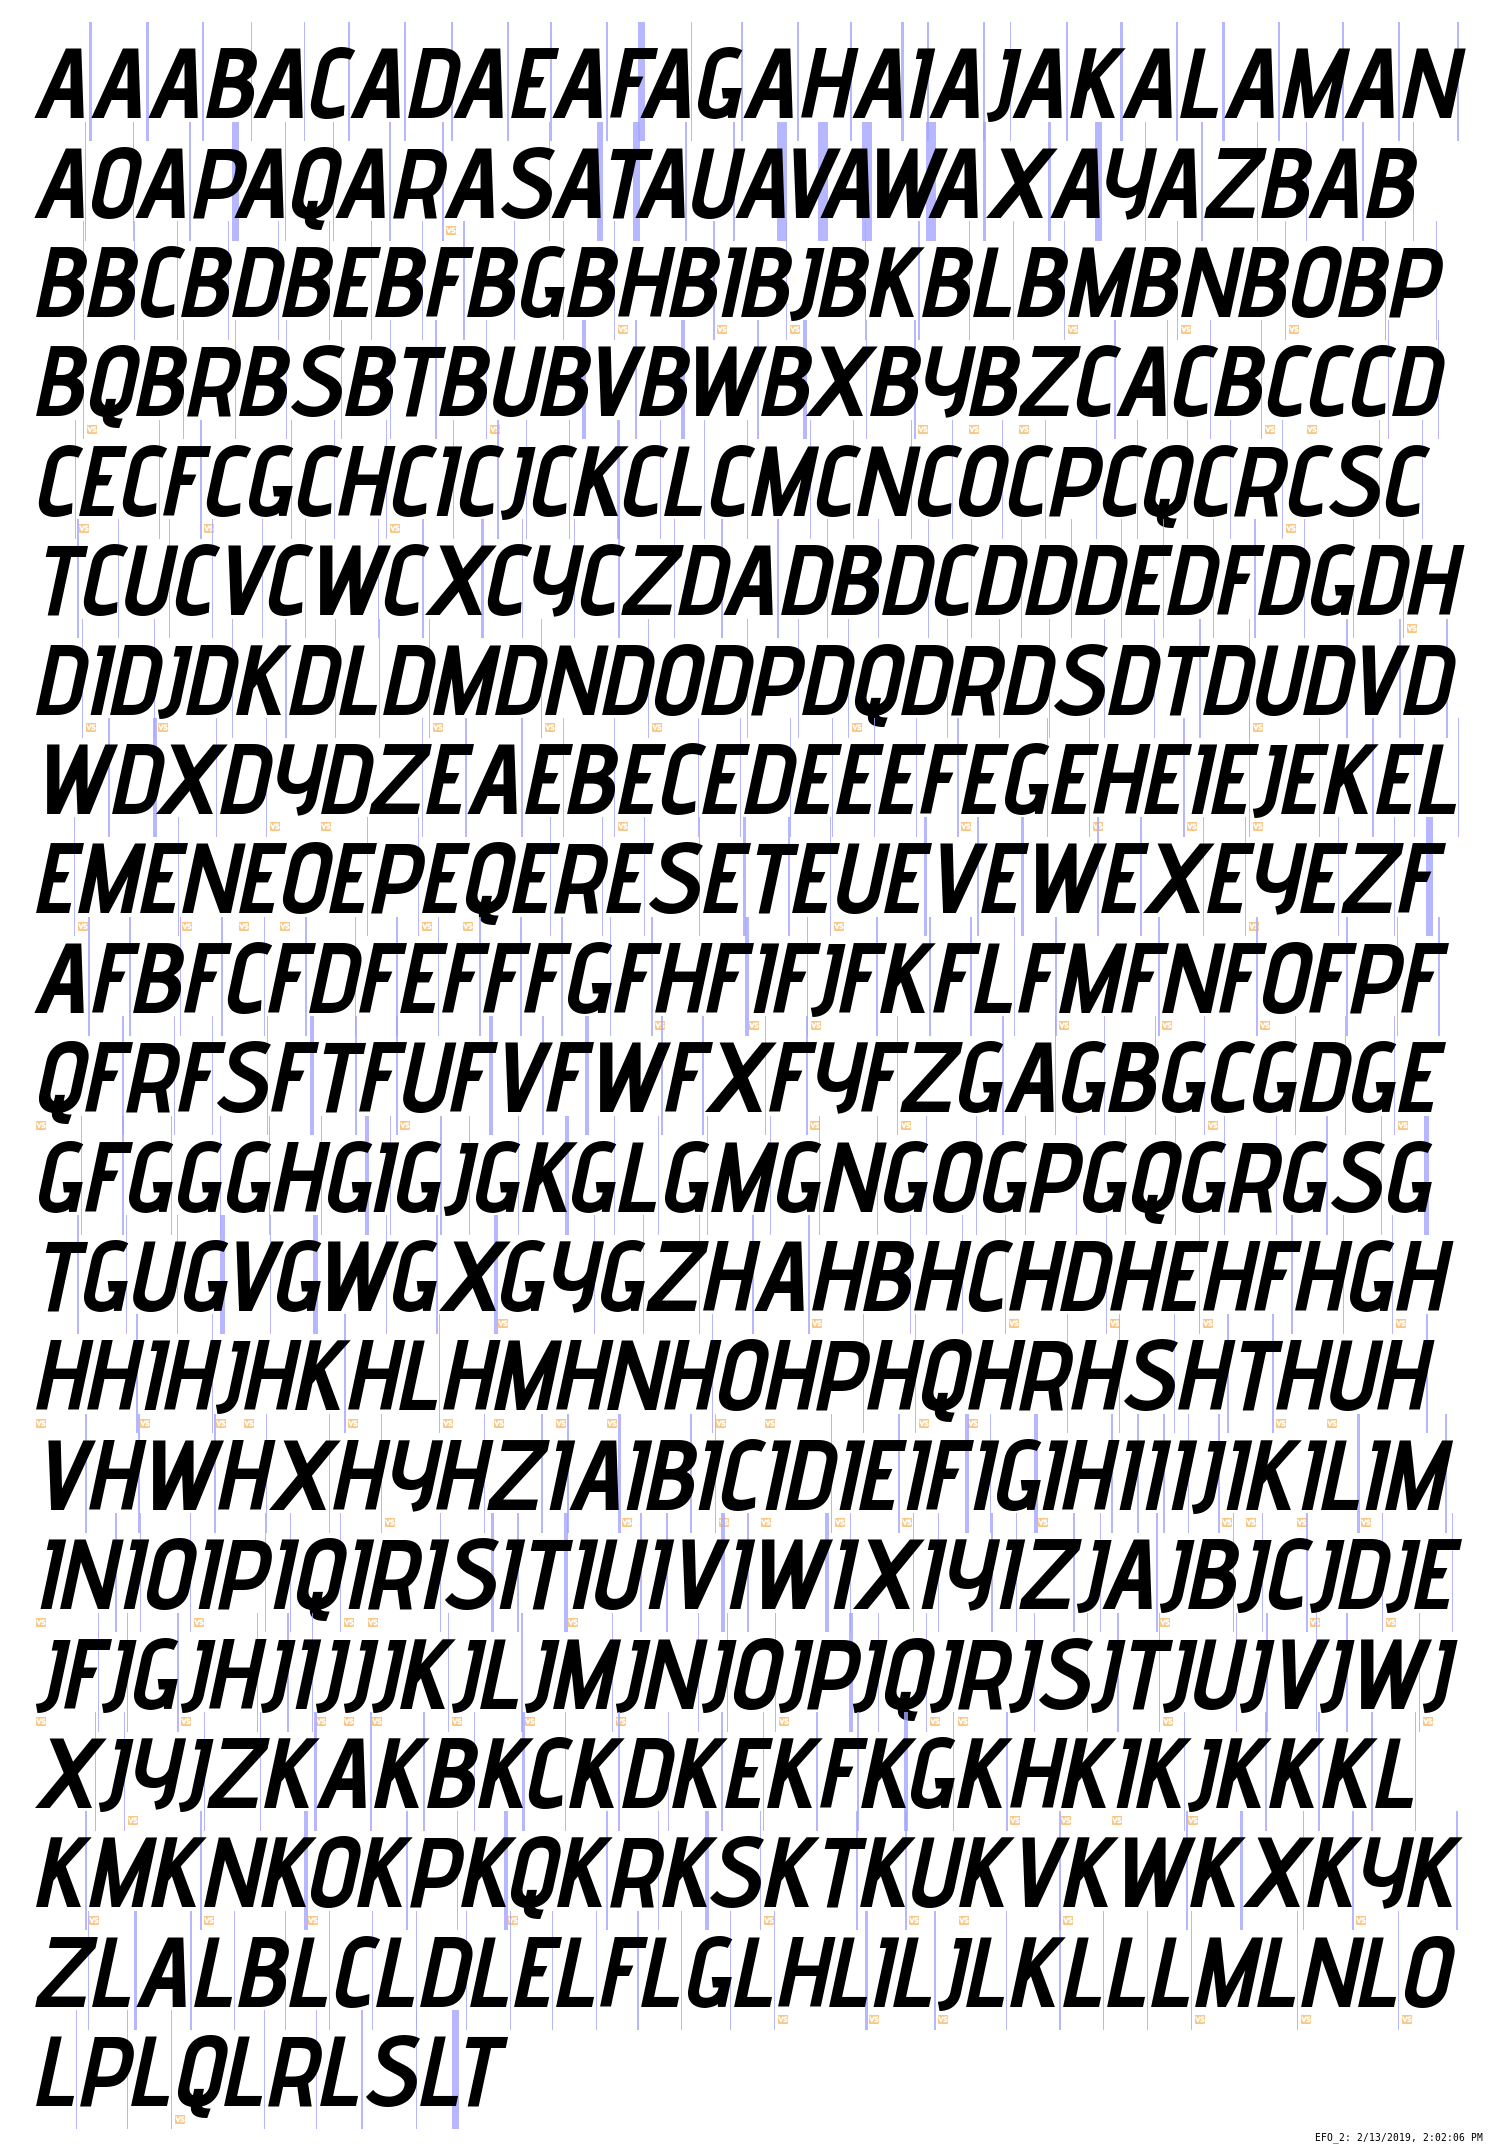 AAABACADAEAFAGAHAIAJAKALAMAN
AOAPAQARASATAUAVAWAXAYAZBAB
BBCBDBEBFBGBHBIBJBKBLBMBNBOBP
BQBRBSBTBUBVBWBXBYBZCACBCCCD
CECFCGCHCICJCKCLCMCNCOCPCQCRCSC
TCUCVCWCXCYCZDADBDCDDDEDFDGDH
DIDJDKDLDMDNDODPDQDRDSDTDUDVD
WDXDYDZEAEBECEDEEEFEGEHEIEJEKEL
EMENEOEPEQERESETEUEVEWEXEYEZF
AFBFCFDFEFFFGFHFIFJFKFLFMFNFOFPF
QFRFSFTFUFVFWFXFYFZGAGBGCGDGE
GFGGGHGIGJGKGLGMGNGOGPGQGRGSG
TGUGVGWGXGYGZHAHBHCHDHEHFHGH
HHIHJHKHLHMHNHOHPHQHRHSHTHUH
VHWHXHYHZIAIBICIDIEIFIGIHIIIJIKILIM
INIOIPIQIRISITIUIVIWIXIYIZJAJBJCJDJE
JFJGJHJIJJJKJLJMJNJOJPJQJRJSJTJUJVJWJ
XJYJZKAKBKCKDKEKFKGKHKIKJKKKL
KMKNKOKPKQKRKSKTKUKVKWKXKYK
ZLALBLCLDLELFLGLHLILJLKLLLMLNLO
LPLQLRLSLT
EFO_2: 2/13/2019, 2:02:06 PM